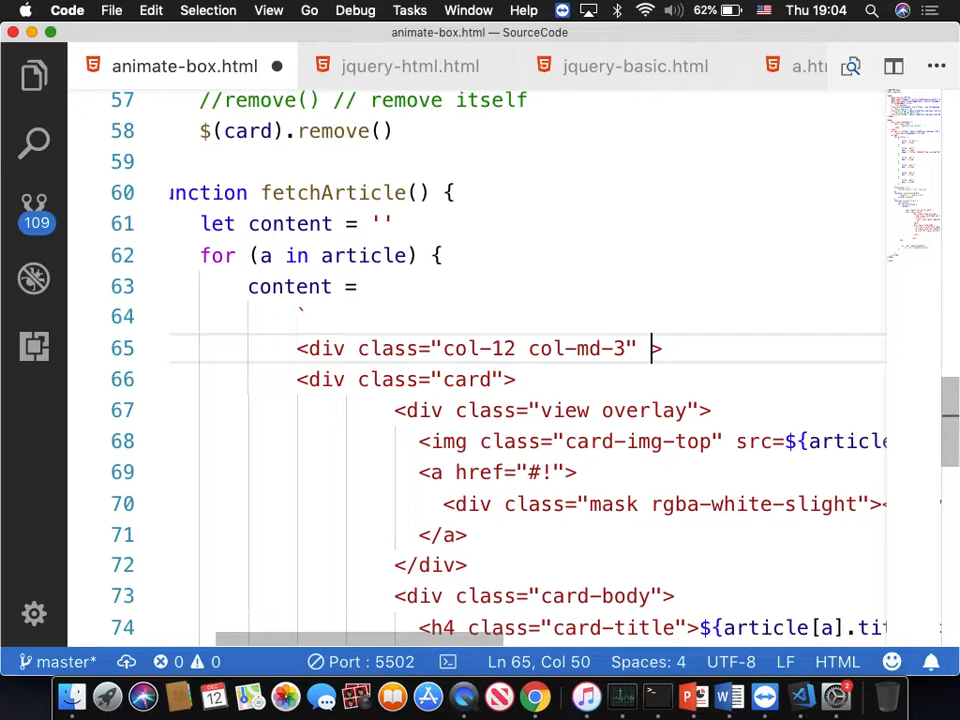 Code File Edit Selection View Go Debug Tasks Window Help 62% Thu 19:04
animate-box.html — SourceCode
animate-box.html jquery-html.html jquery-basic.html a.ht
57 //remove() // remove itself
58 $(card).remove()
59
60 unction fetchArticle() {
61 let content = ''
62 for (a in article) {
63 content =
64 `
65 <div class="col-12 col-md-3" >
66 <div class="card">
67 <div class="view overlay">
68 <img class="card-img-top" src=${article
69 <a href="#!">
70 <div class="mask rgba-white-slight"><
71 </a>
72 </div>
73 <div class="card-body">
74 <h4 class="card-title">${article[a].tit
109
master* 0 0 Port : 5502 Ln 65, Col 50 Spaces: 4 UTF-8 LF HTML
DEC
12
2